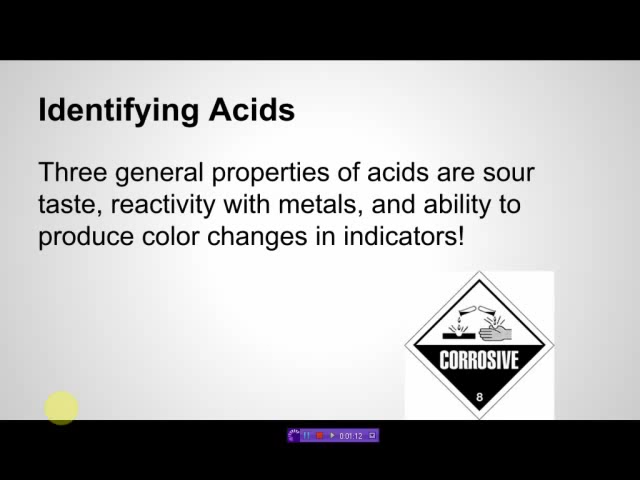 Identifying Acids
Three general properties of acids are sour
taste, reactivity with metals, and ability to
produce color changes in indicators!
CORROSIVE
8
0:01:12